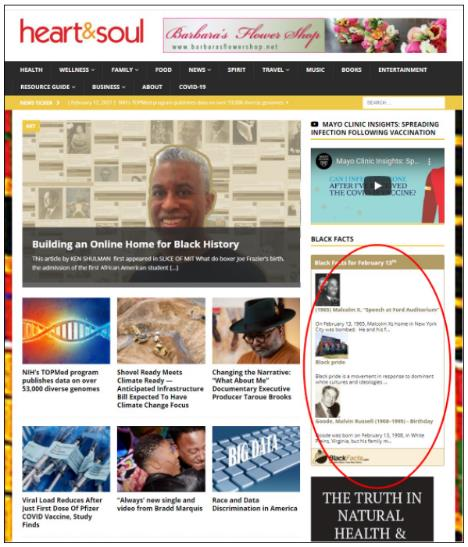 heart&soul
Barbara's Flower Shop
www.barbarasflowershop.net
HEALTH WELLNESS FAMILY FOOD NEWS SPIRIT TRAVEL MUSIC BOOKS ENTERTAINMENT
RESOURCE GUIDE BUSINESS ABOUT COVID-19
NEWS TICKER [ February 12, 2021 ] NIH's TOPMed program publishes data on over 53,000 diverse genomes
SEARCH ...
ART
Building an Online Home for Black History
This article by KEN SHULMAN first appeared in SLICE OF MIT What do boxer Joe Frazier's birth,
the admission of the first African American student [...]
NIH's TOPMed program
publishes data on over
53,000 diverse genomes
Shovel Ready Meets
Climate Ready —
Anticipated Infrastructure
Bill Expected To Have
Climate Change Focus
Changing the Narrative:
"What About Me"
Documentary Executive
Producer Taroue Brooks
Viral Load Reduces After
Just First Dose Of Pfizer
COVID Vaccine, Study
Finds
"Always' new single and
video from Bradd Marquis
BIG DATA
Race and Data
Discrimination in America
MAYO CLINIC INSIGHTS: SPREADING
INFECTION FOLLOWING VACCINATION
Mayo Clinic Insights: Sp...
CAN I INFECT SOMEONE
AFTER I'VE RECEIVED
THE COVID VACCINE?
BLACK FACTS
Black Facts for February 13th
(1965) Malcolm X, "Speech at Ford Auditorium"
On February 13, 1965, Malcolm Xs home in New York
City was bombed. He and his f...
Black pride
Black pride is a movement in response to dominant
white cultures and ideologies ...
Goode, Malvin Russell (1908-1995) - Birthday
Goode was born on February 13, 1908, in White
Plains, Virginia, but his family m...
BlackFacts.com
THE TRUTH IN
NATURAL
HEALTH &